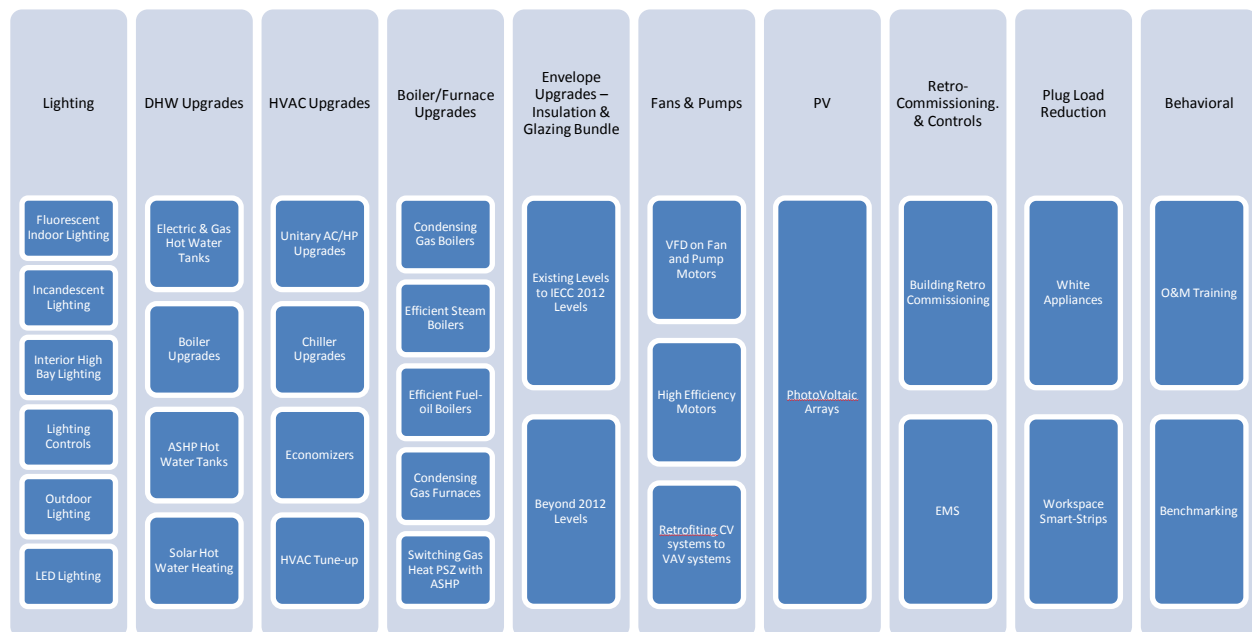 Lighting
Fluorescent
Indoor Lighting
Incandescent
Lighting
Interior High
Bay Lighting
Lighting
Controls
Outdoor
Lighting
LED Lighting
DHW Upgrades
Electric & Gas
Hot Water
Tanks
Boiler
Upgrades
ASHP Hot
Water Tanks
Solar Hot
Water Heating
HVAC Upgrades
Unitary AC/HP
Upgrades
Chiller
Upgrades
Economizers
HVAC Tune-up
Boiler/Furnace
Upgrades
Condensing
Gas Boilers
Efficient Steam
Boilers
Efficient Fuel-
oil Boilers
Condensing
Gas Furnaces
Switching Gas
Heat PSZ with
ASHP
Envelope
Upgrades –
Insulation &
Glazing Bundle
Existing Levels
to IECC 2012
Levels
Beyond 2012
Levels
Fans & Pumps
VFD on Fan
and Pump
Motors
High Efficiency
Motors
Retrofiting CV
systems to
VAV systems
PV
PhotoVoltaic
Arrays
Retro-
Commissioning.
& Controls
Building Retro
Commissioning
EMS
Plug Load
Reduction
White
Appliances
Workspace
Smart-Strips
Behavioral
O&M Training
Benchmarking